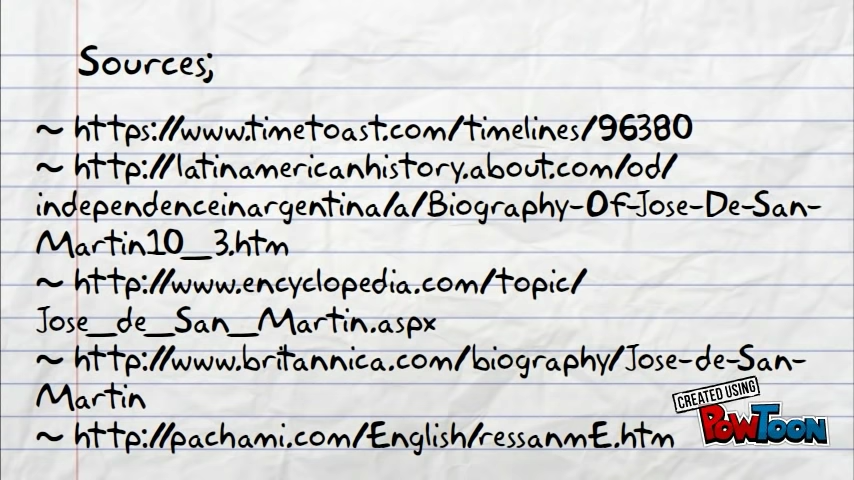 Sources;
~ https://www.timetoast.com/timelines/96380
~ http://latinamericanhistory.about.com/od/
independenceinargentina/a/Biography-Of-Jose-De-San-
Martin10__3.htm
~ http://www.encyclopedia.com/topic/
Jose__de__San__Martin.aspx
~ http://www.britannica.com/biography/Jose-de-San-
Martin
~ http://pachami.com/English/ressanmE.htm
CREATED USING
POWTOON